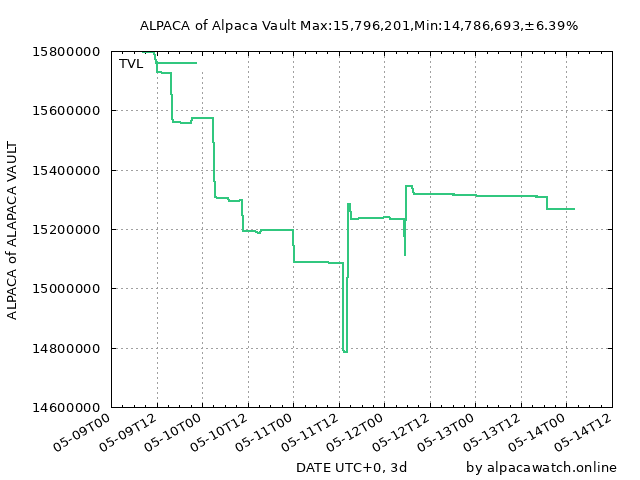 ALPACA of Alpaca Vault Max:15,796,201,Min:14,786,693,±6.39%
TVL
15800000
15600000
15400000
15200000
15000000
14800000
14600000
ALPACA of ALAPACA VAULT
05-09T00
05-09T12
05-10T00
05-10T12
05-11T00
05-11T12
05-12T00
05-12T12
05-13T00
05-13T12
05-14T00
05-14T12
DATE UTC+0, 3d
by alpacawatch.online